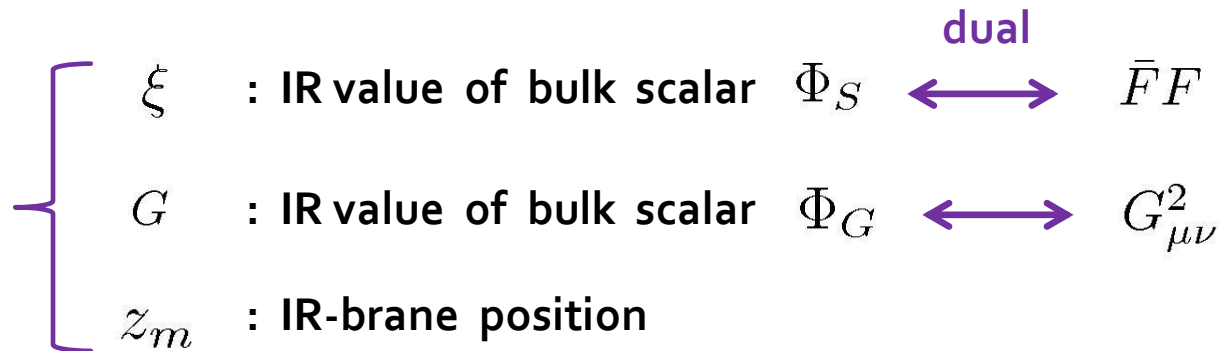 dual
ξ : IR value of bulk scalar Φ_S ⟷ F̄F
G : IR value of bulk scalar Φ_G ⟷ G²_μν
z_m : IR-brane position